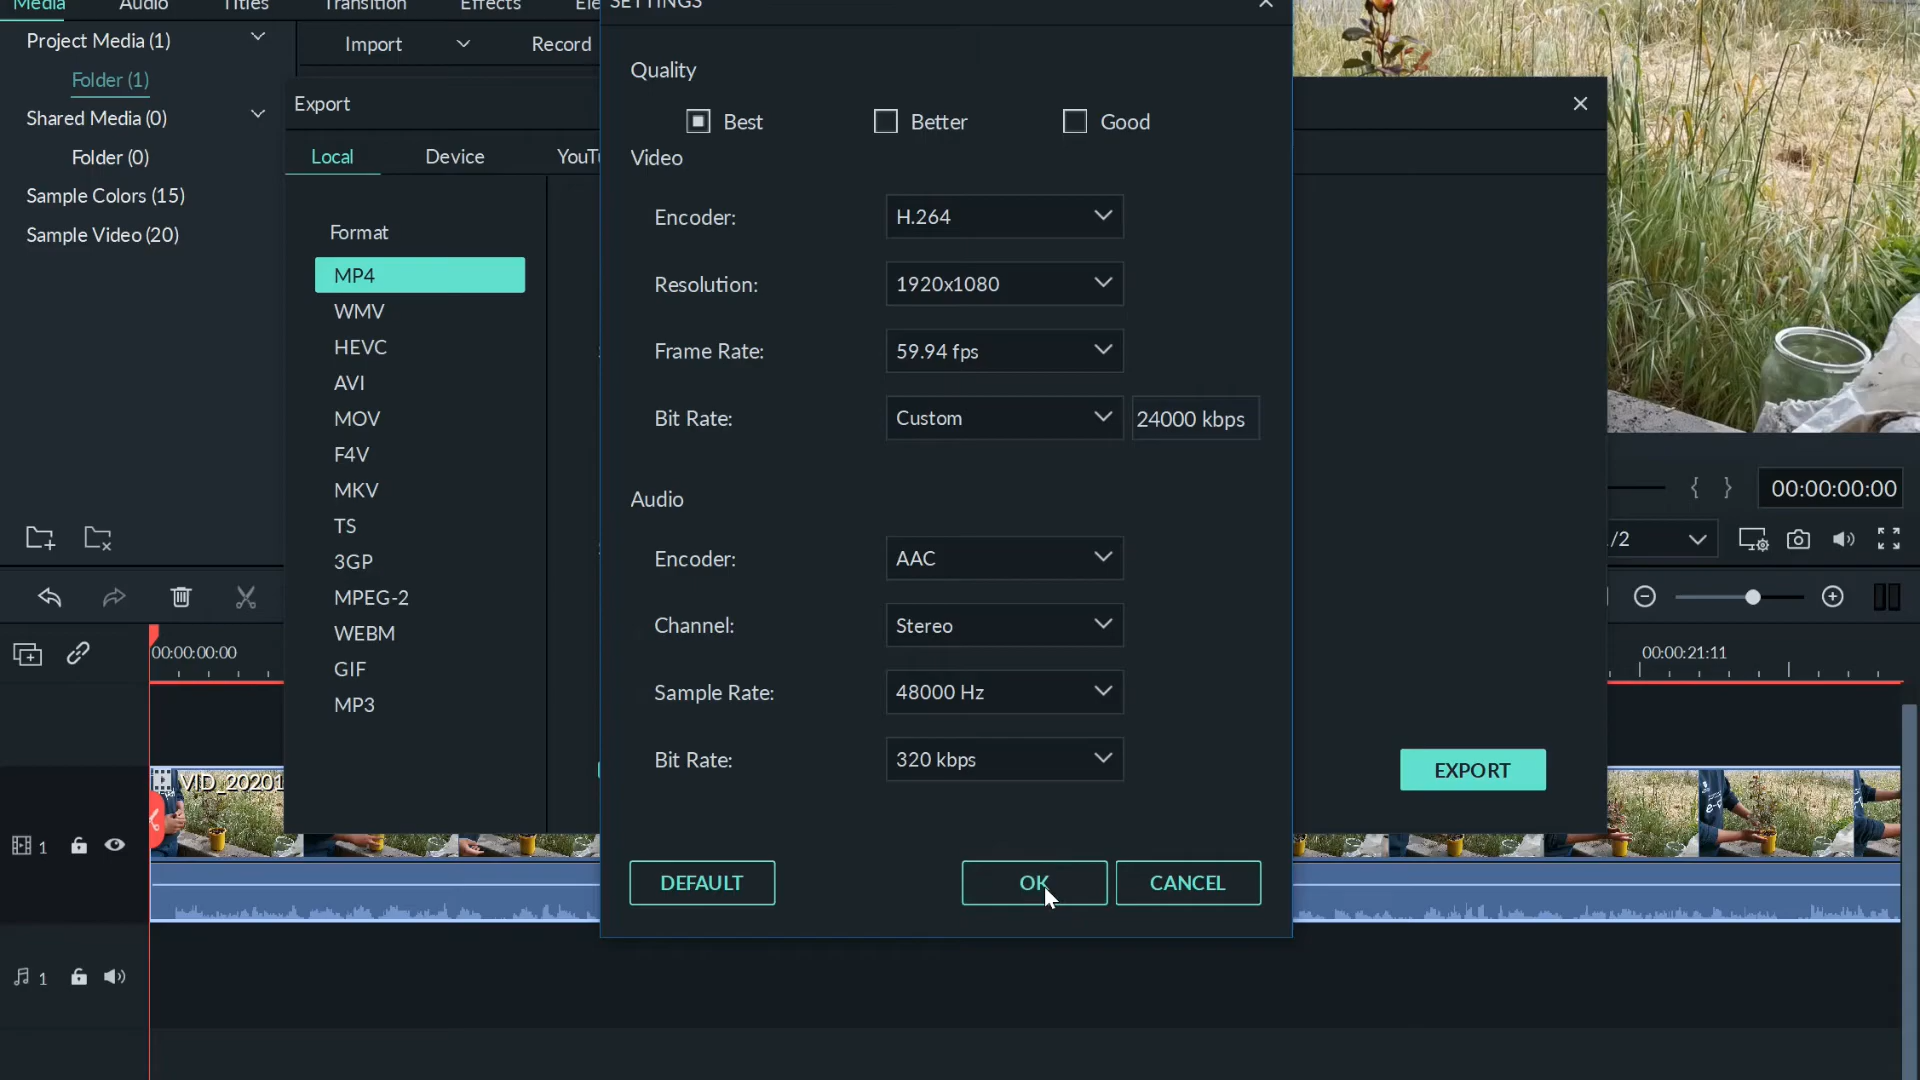 Media Audio Titles Transition Effects
SETTINGS
Project Media (1)
Import
Record
Folder (1)
Shared Media (0)
Folder (0)
Sample Colors (15)
Sample Video (20)
Export
Local
Device
Format
MP4
WMV
HEVC
AVI
MOV
F4V
MKV
TS
3GP
MPEG-2
WEBM
GIF
MP3
Quality
Best
Better
Good
Video
Encoder:
H.264
Resolution:
1920x1080
Frame Rate:
59.94 fps
Bit Rate:
Custom
24000 kbps
Audio
Encoder:
AAC
Channel:
Stereo
Sample Rate:
48000 Hz
Bit Rate:
320 kbps
DEFAULT
OK
CANCEL
EXPORT
{ }
00:00:00:00
/2
00:00:00:00
00:00:21:11
VID_20201
1
1